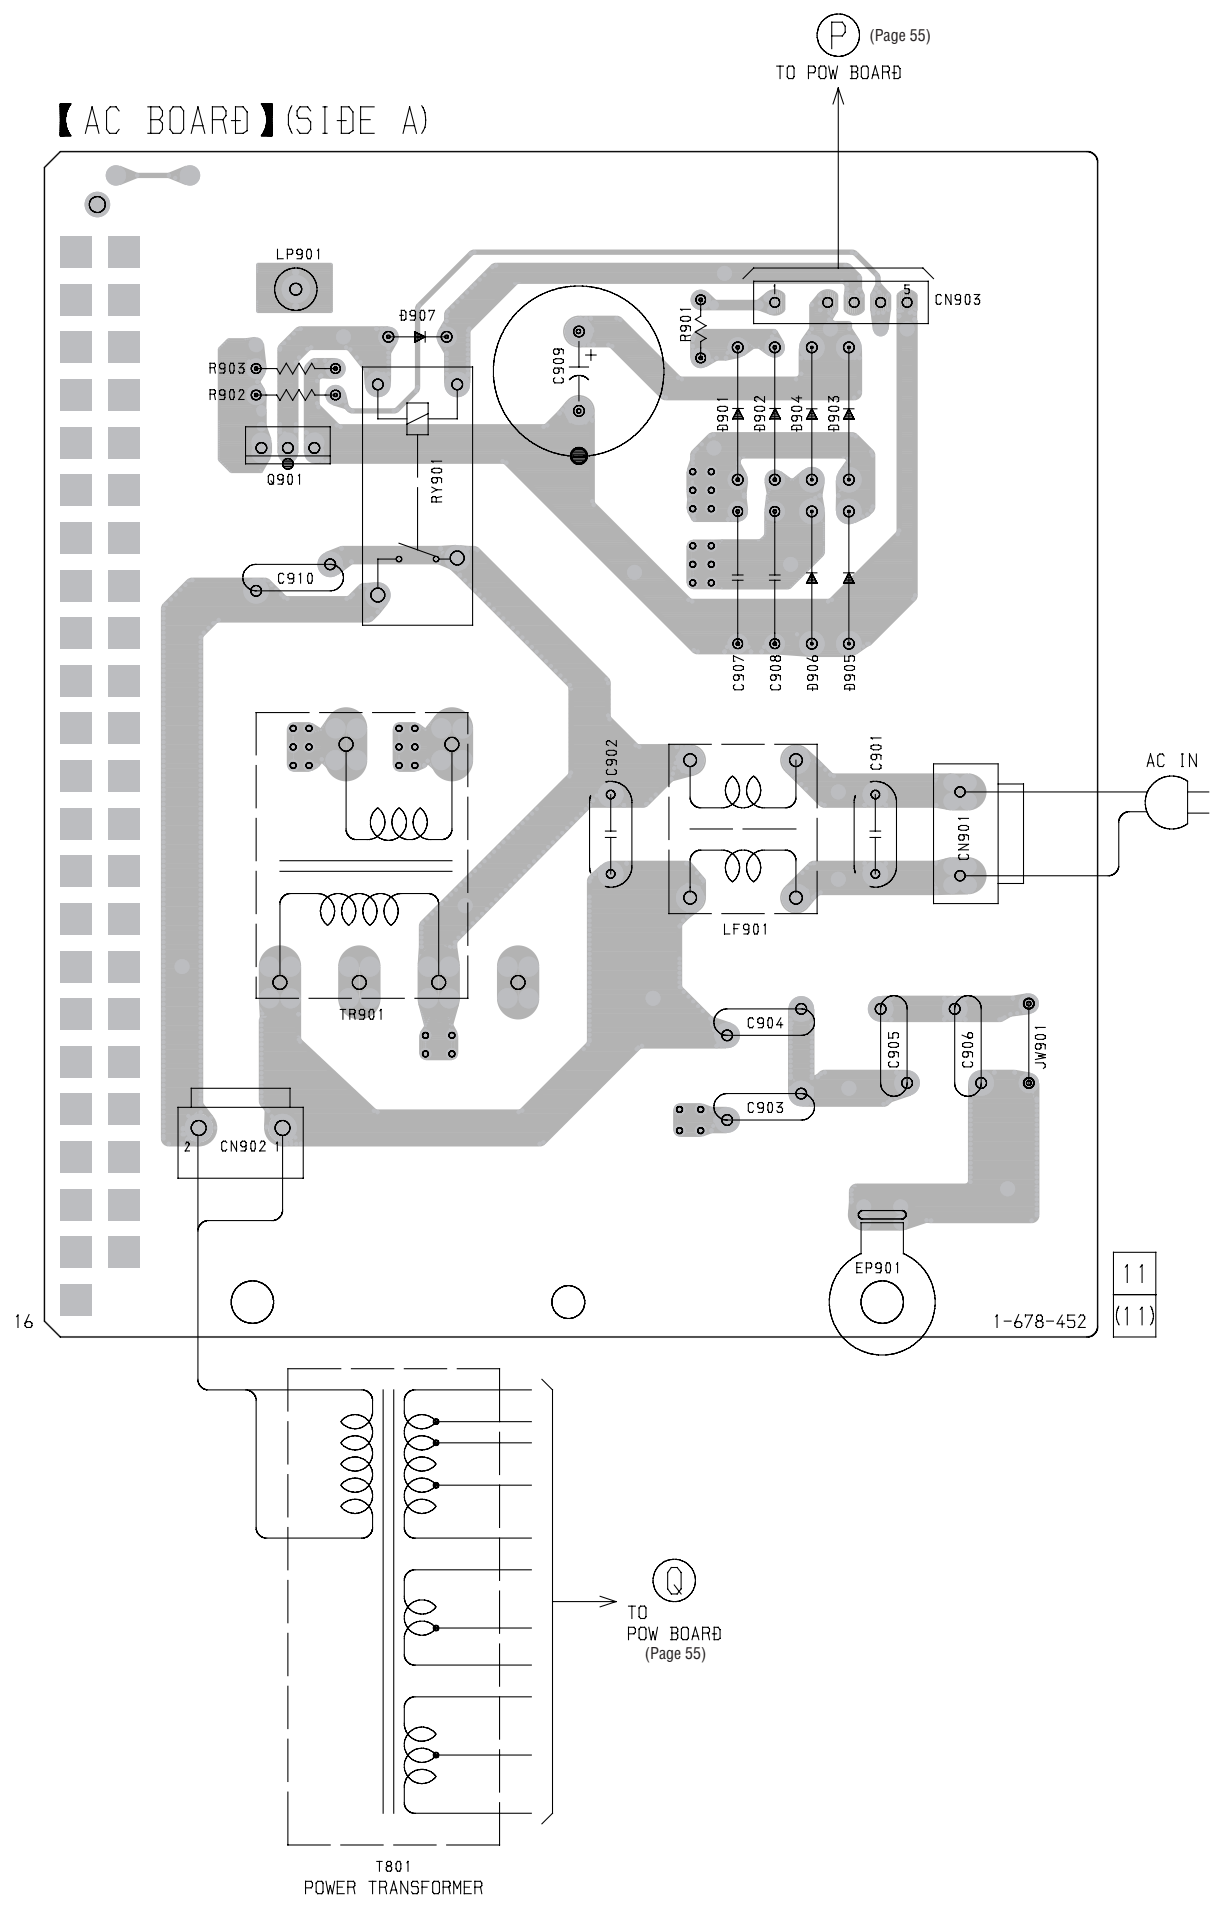 P (Page 55)
TO POW BOARD
【AC BOARD】(SIDE A)
LP901
1 5
CN903
D907
R901
C909
+
R903
R902
D901
D902
D904
D903
Q901
RY901
C910
C907
C908
D906
D905
C902
C901
AC IN
CN901
LF901
TR901
C904
C905
C906
JW901
C903
2 CN902 1
EP901
11
(11)
16
1-678-452
Q
TO
POW BOARD
(Page 55)
T801
POWER TRANSFORMER